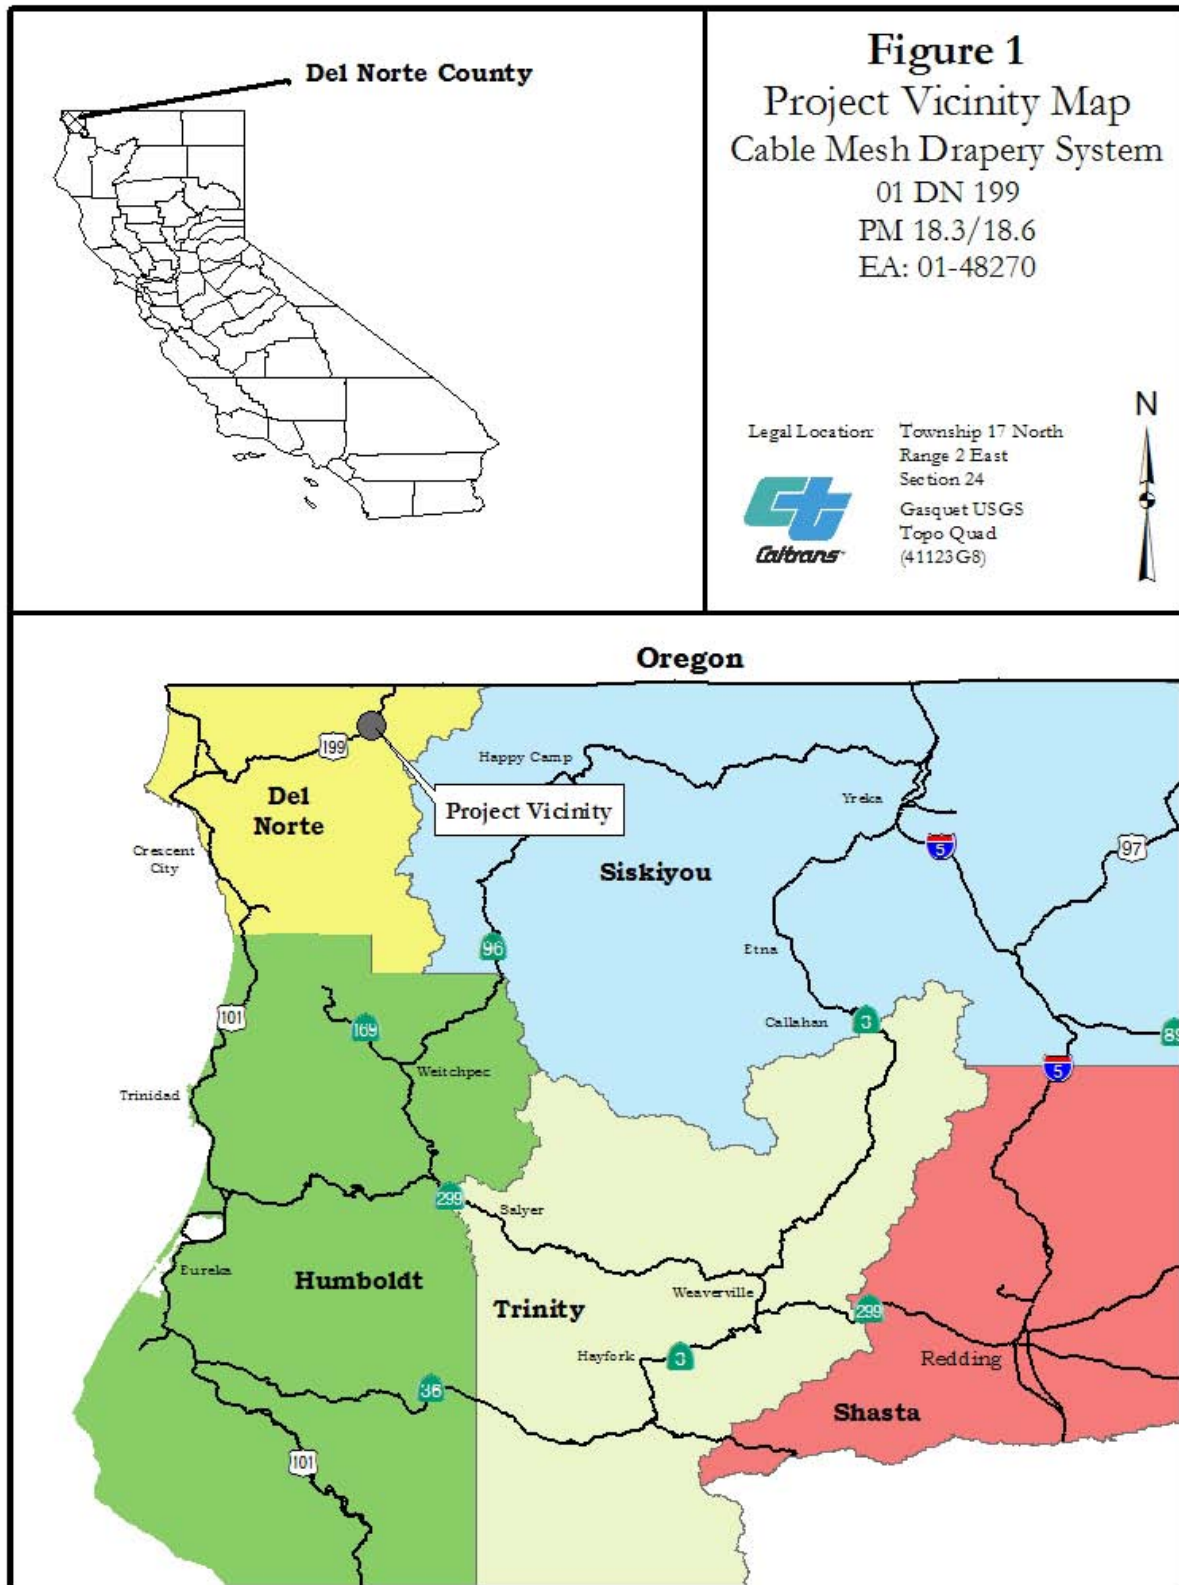 Del Norte County
Figure 1
Project Vicinity Map
Cable Mesh Drapery System
01 DN 199
PM 18.3/18.6
EA: 01-48270
N
Legal Location: Township 17 North
Range 2 East
Section 24
Gasquet USGS
Topo Quad
(41123G8)
Caltrans
Oregon
199
Happy Camp
Del
Norte
Project Vicinity
Yreka
Crescent
City
5
97
Siskiyou
96
Etna
101
169
Callahan
3
89
Weitchpec
5
Trinidad
299
Salyer
Eureka
Humboldt
Trinity
Weaverville
299
Hayfork
3
Redding
36
Shasta
101